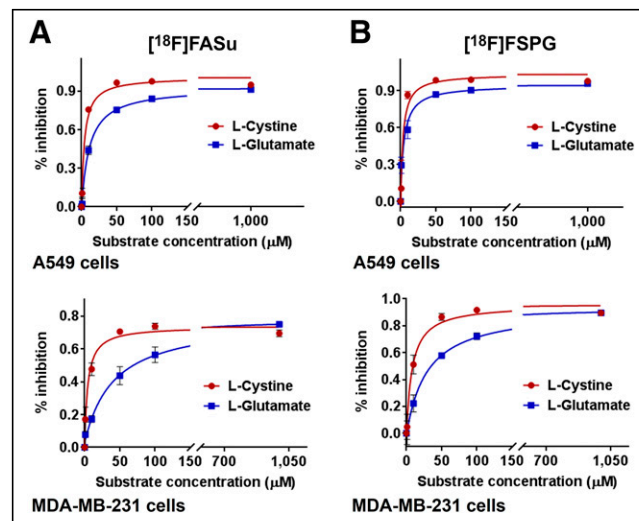 A
[18F]FASu
% inhibition
0.9
0.6
0.3
0.0
L-Cystine
L-Glutamate
0 50 100 150 1,000
Substrate concentration (μM)
A549 cells
B
[18F]FSPG
% inhibition
0.9
0.6
0.3
0.0
L-Cystine
L-Glutamate
0 50 100 150 1,000
Substrate concentration (μM)
A549 cells
% inhibition
0.8
0.6
0.4
0.2
0.0
L-Cystine
L-Glutamate
0 50 100 150 700 1,050
Substrate concentration (μM)
MDA-MB-231 cells
% inhibition
1.0
0.8
0.6
0.4
0.2
0.0
L-Cystine
L-Glutamate
0 50 100 150 700 1,050
Substrate concentration (μM)
MDA-MB-231 cells